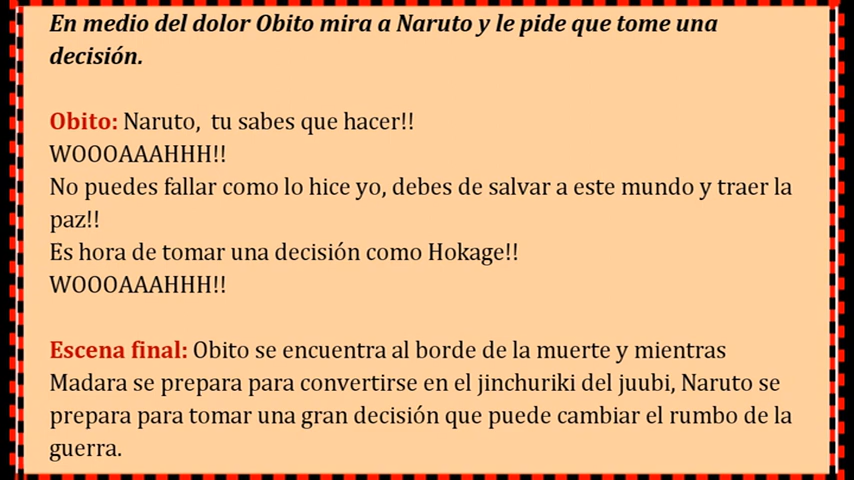 En medio del dolor Obito mira a Naruto y le pide que tome una
decisión.
Obito: Naruto,  tu sabes que hacer!!
WOOOAAAHHH!!
No puedes fallar como lo hice yo, debes de salvar a este mundo y traer la
paz!!
Es hora de tomar una decisión como Hokage!!
WOOOAAAHHH!!
Escena final: Obito se encuentra al borde de la muerte y mientras
Madara se prepara para convertirse en el jinchuriki del juubi, Naruto se
prepara para tomar una gran decisión que puede cambiar el rumbo de la
guerra.